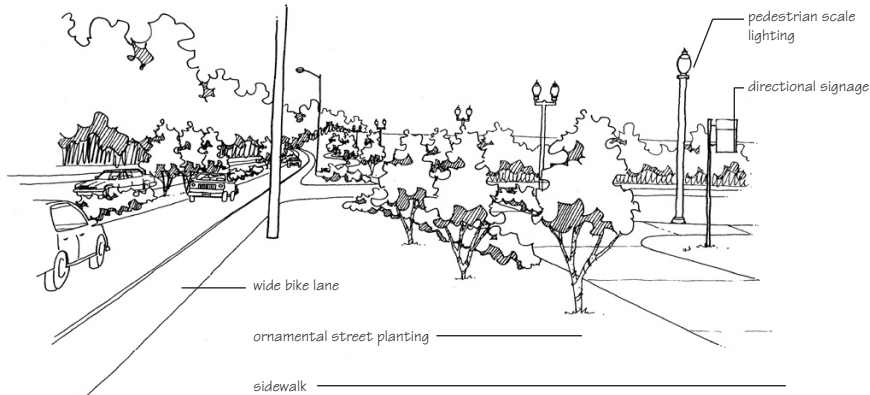 pedestrian scale
lighting
directional signage
wide bike lane
ornamental street planting
sidewalk